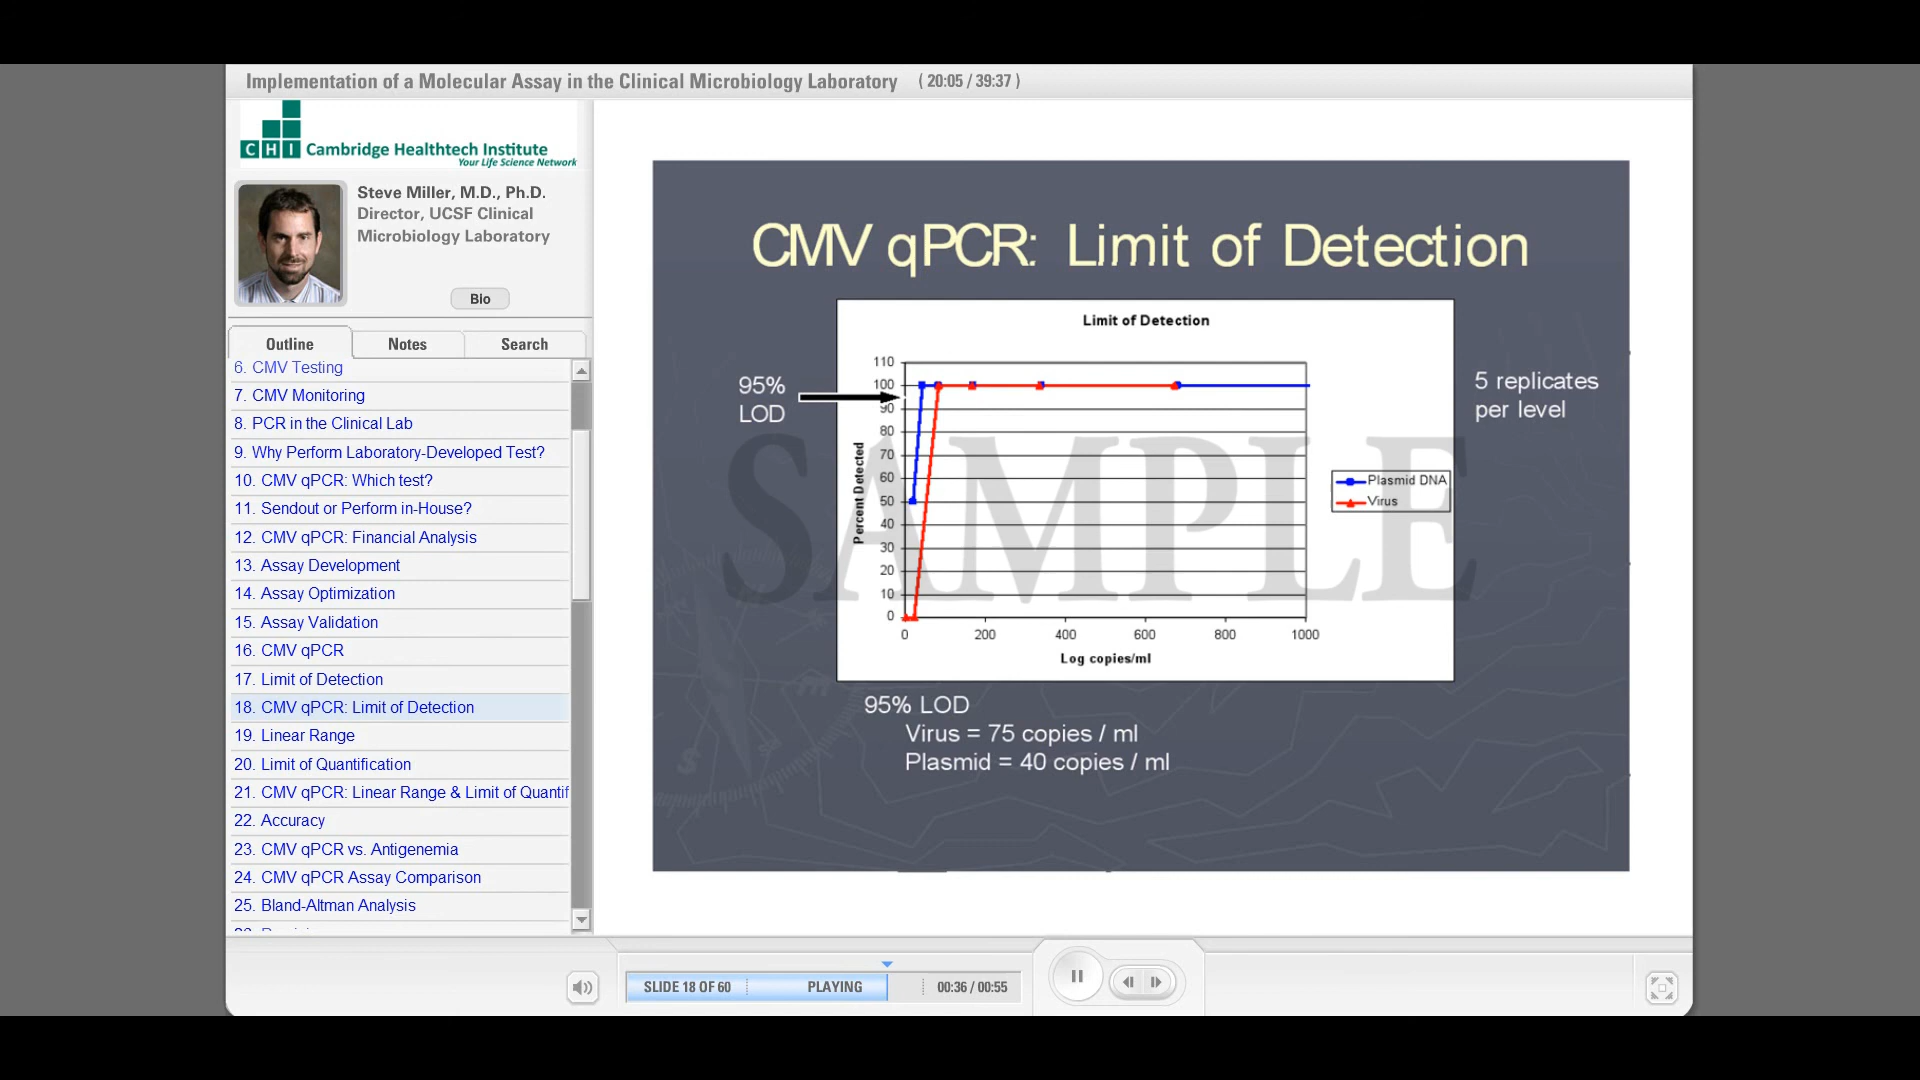 Implementation of a Molecular Assay in the Clinical Microbiology Laboratory ( 20:05 / 39:37 )
CHI Cambridge Healthtech Institute
Your Life Science Network
Steve Miller, M.D., Ph.D.
Director, UCSF Clinical
Microbiology Laboratory
Bio
Outline Notes Search
6. CMV Testing
7. CMV Monitoring
8. PCR in the Clinical Lab
9. Why Perform Laboratory-Developed Test?
10. CMV qPCR: Which test?
11. Sendout or Perform in-House?
12. CMV qPCR: Financial Analysis
13. Assay Development
14. Assay Optimization
15. Assay Validation
16. CMV qPCR
17. Limit of Detection
18. CMV qPCR: Limit of Detection
19. Linear Range
20. Limit of Quantification
21. CMV qPCR: Linear Range & Limit of Quantif
22. Accuracy
23. CMV qPCR vs. Antigenemia
24. CMV qPCR Assay Comparison
25. Bland-Altman Analysis
CMV qPCR: Limit of Detection
Limit of Detection
95%
LOD
110
100
90
80
70
60
50
40
30
20
10
0
Percent Detected
0 200 400 600 800 1000
Log copies/ml
Plasmid DNA
Virus
5 replicates
per level
SAMPLE
95% LOD
Virus = 75 copies / ml
Plasmid = 40 copies / ml
SLIDE 18 OF 60 PLAYING 00:36 / 00:55